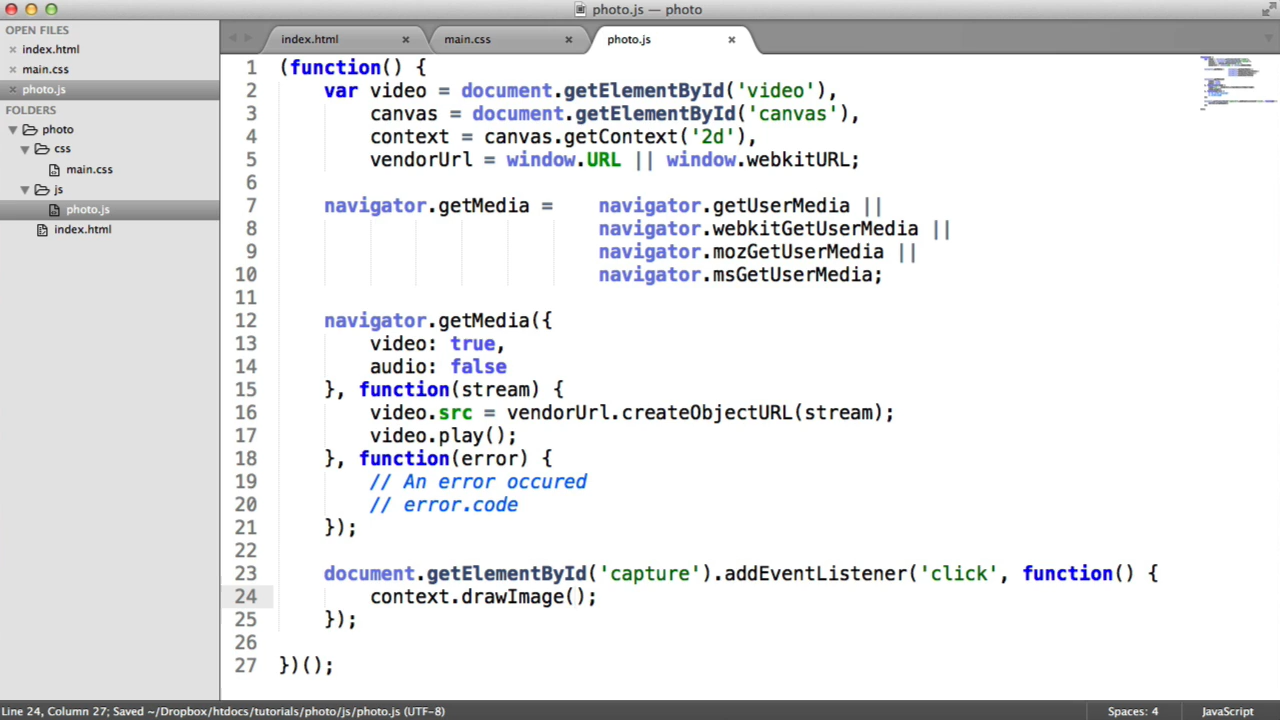 photo.js — photo
OPEN FILES
index.html
main.css
photo.js
FOLDERS
photo
css
main.css
js
photo.js
index.html
index.html
main.css
photo.js
1 (function() {
2 var video = document.getElementById('video'),
3 canvas = document.getElementById('canvas'),
4 context = canvas.getContext('2d'),
5 vendorUrl = window.URL || window.webkitURL;
6
7 navigator.getMedia = navigator.getUserMedia ||
8 navigator.webkitGetUserMedia ||
9 navigator.mozGetUserMedia ||
10 navigator.msGetUserMedia;
11
12 navigator.getMedia({
13 video: true,
14 audio: false
15 }, function(stream) {
16 video.src = vendorUrl.createObjectURL(stream);
17 video.play();
18 }, function(error) {
19 // An error occured
20 // error.code
21 });
22
23 document.getElementById('capture').addEventListener('click', function() {
24 context.drawImage();
25 });
26
27 })();
Line 24, Column 27; Saved ~/Dropbox/htdocs/tutorials/photo/js/photo.js (UTF-8)
Spaces: 4
JavaScript